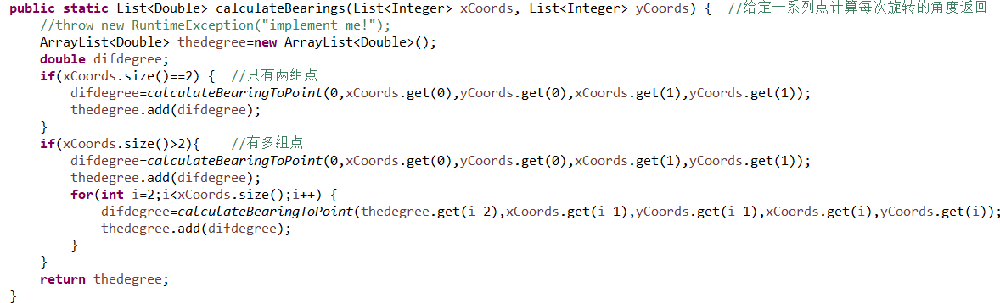 public static List<Double> calculateBearings(List<Integer> xCoords, List<Integer> yCoords) {  //给定一系列点计算每次旋转的角度返回
    //throw new RuntimeException("implement me!");
    ArrayList<Double> thedegree=new ArrayList<Double>();
    double difdegree;
    if(xCoords.size()==2) {  //只有两组点
        difdegree=calculateBearingToPoint(0,xCoords.get(0),yCoords.get(0),xCoords.get(1),yCoords.get(1));
        thedegree.add(difdegree);
    }
    if(xCoords.size()>2){    //有多组点
        difdegree=calculateBearingToPoint(0,xCoords.get(0),yCoords.get(0),xCoords.get(1),yCoords.get(1));
        thedegree.add(difdegree);
        for(int i=2;i<xCoords.size();i++) {
            difdegree=calculateBearingToPoint(thedegree.get(i-2),xCoords.get(i-1),yCoords.get(i-1),xCoords.get(i),yCoords.get(i));
            thedegree.add(difdegree);
        }
    }
    return thedegree;
}